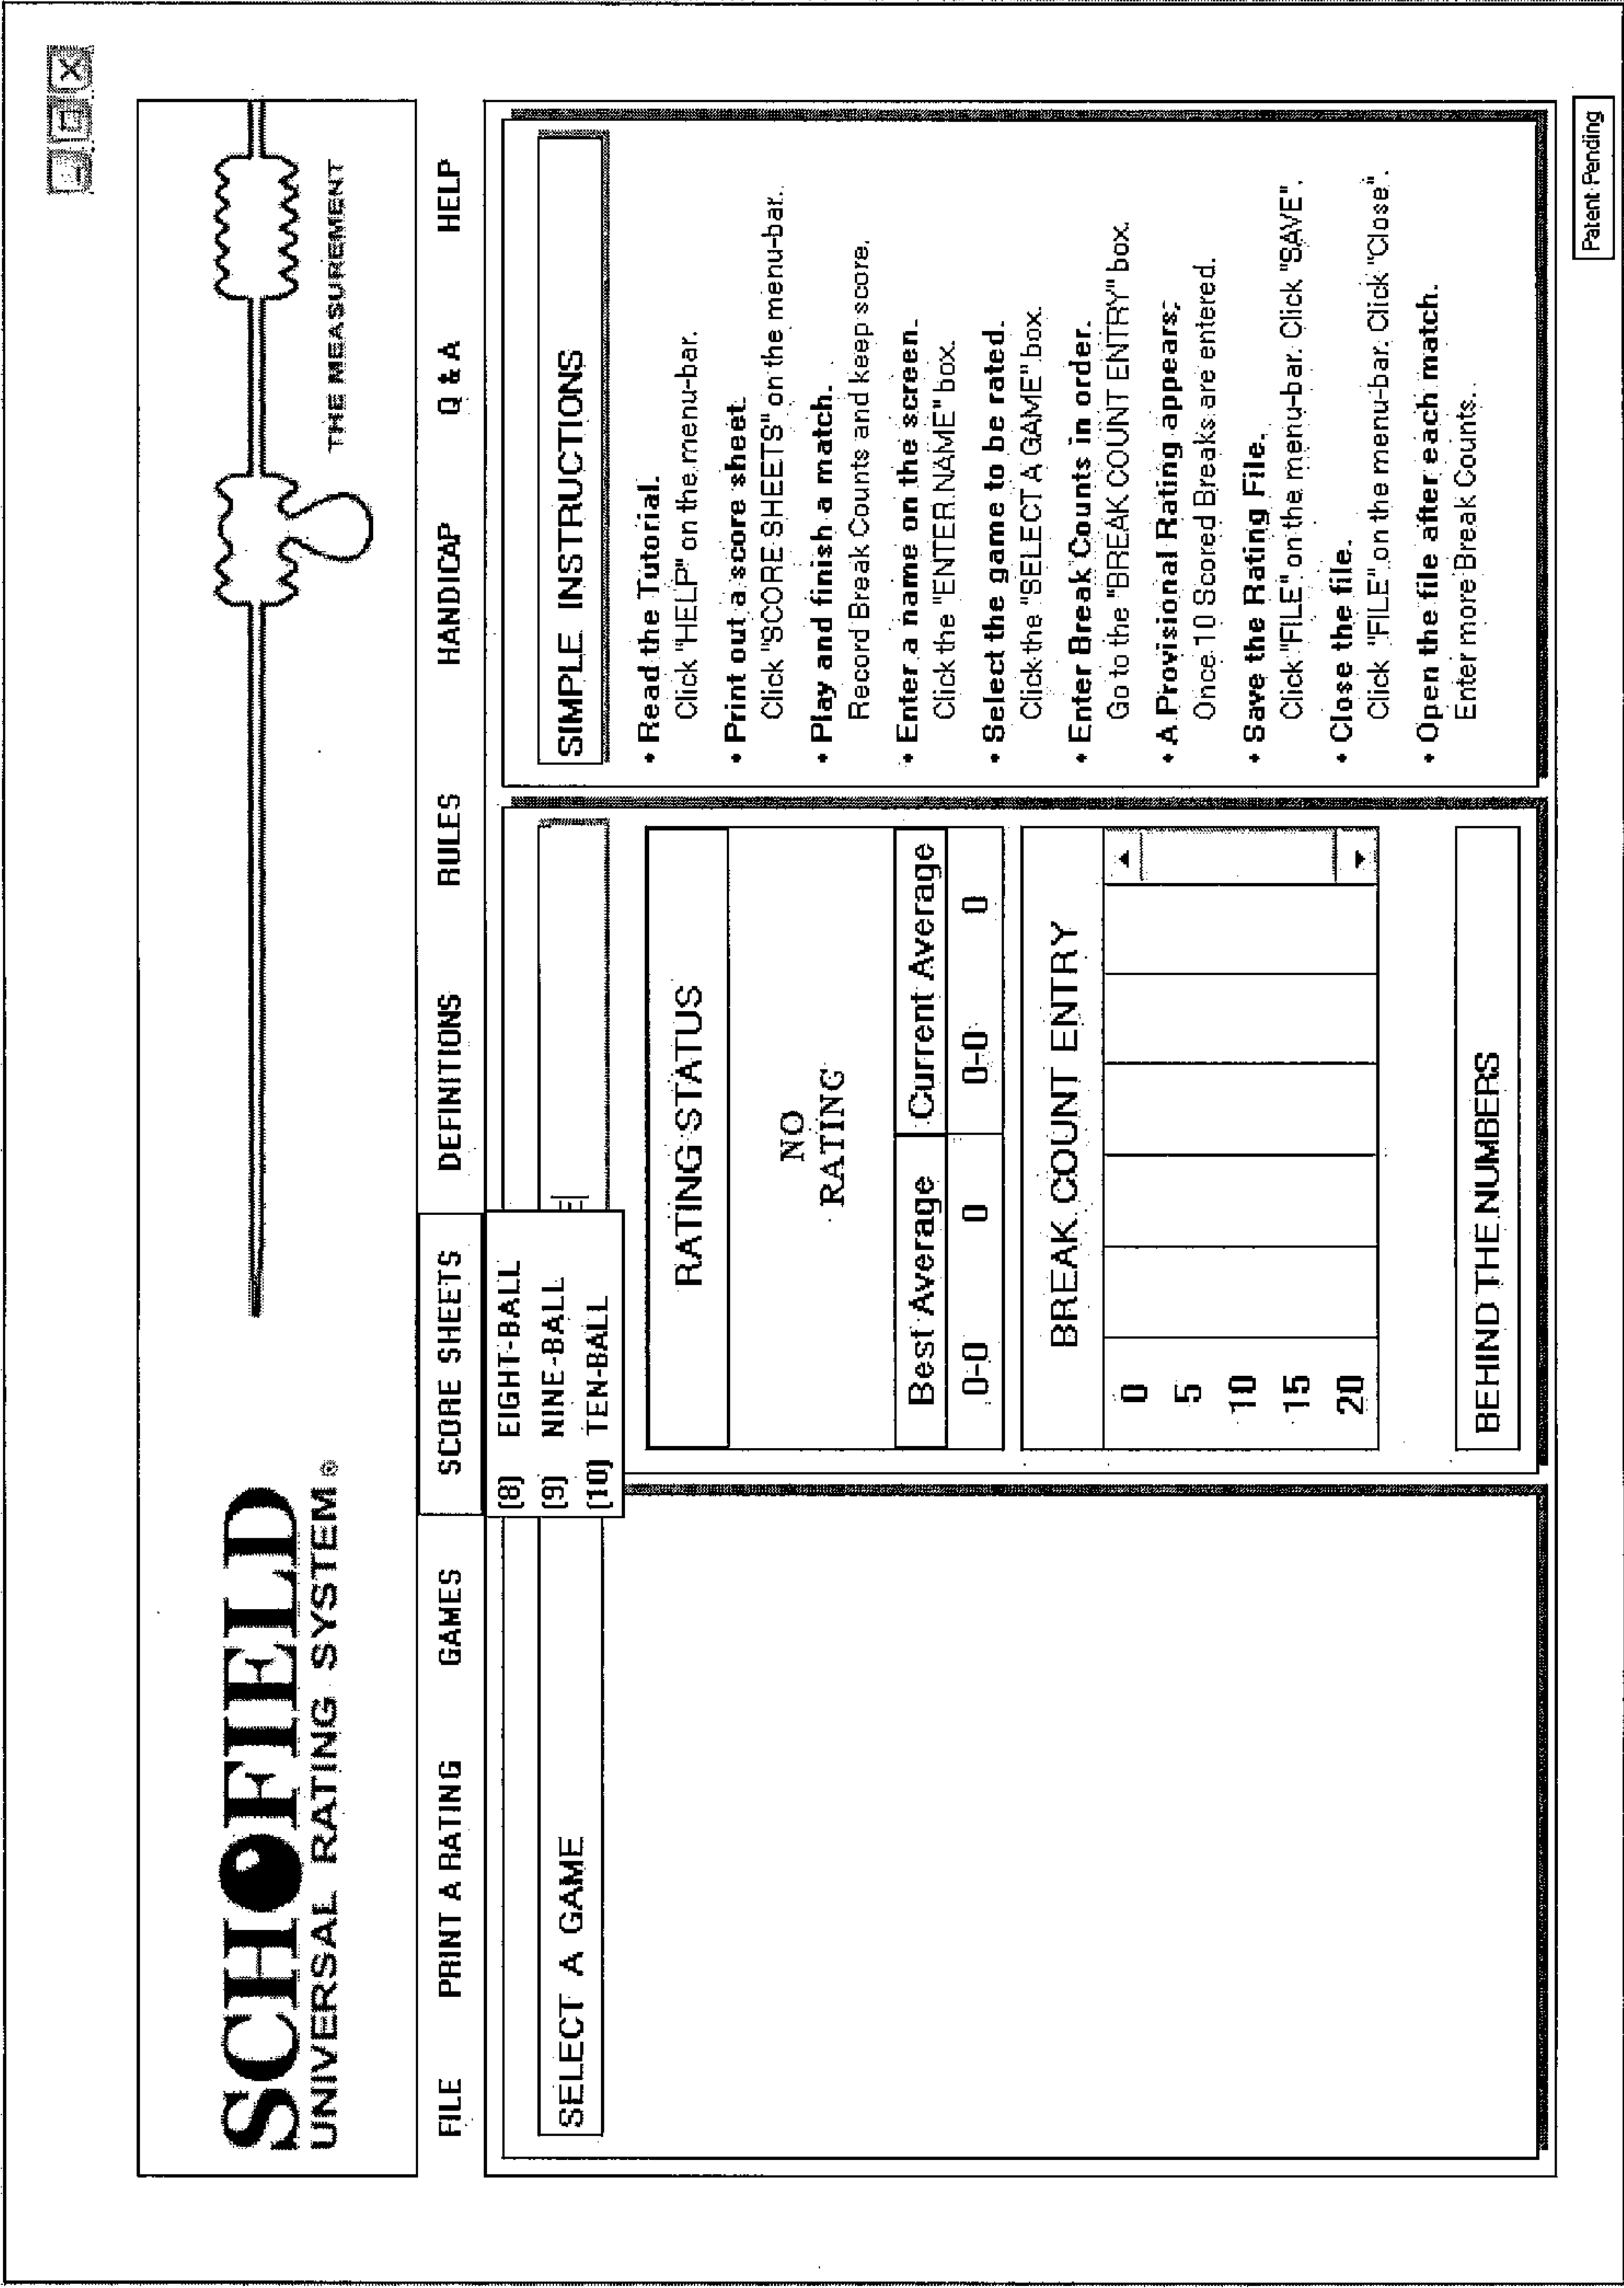 SCHOFIELD
UNIVERSAL RATING SYSTEM®
THE MEASUREMENT
FILE PRINT A RATING GAMES SCORE SHEETS DEFINITIONS RULES HANDICAP Q & A HELP
[8] EIGHT-BALL
[9] NINE-BALL
[10] TEN-BALL
SELECT A GAME
RATING STATUS
NO
RATING
Best Average Current Average
0-0 0 0-0 0
BREAK COUNT ENTRY
0
5
10
15
20
BEHIND THE NUMBERS
SIMPLE INSTRUCTIONS
• Read the Tutorial.
Click "HELP" on the menu-bar.
• Print out a score sheet.
Click "SCORE SHEETS" on the menu-bar.
• Play and finish a match.
Record Break Counts and keep score.
• Enter a name on the screen.
Click the "ENTER NAME" box.
• Select the game to be rated.
Click the "SELECT A GAME" box.
• Enter Break Counts in order.
Go to the "BREAK COUNT ENTRY" box.
• A Provisional Rating appears;
Once 10 Scored Breaks are entered.
• Save the Rating File.
Click "FILE" on the menu-bar. Click "SAVE".
• Close the file.
Click "FILE" on the menu-bar. Click "Close".
• Open the file after each match.
Enter more Break Counts.
Patent Pending